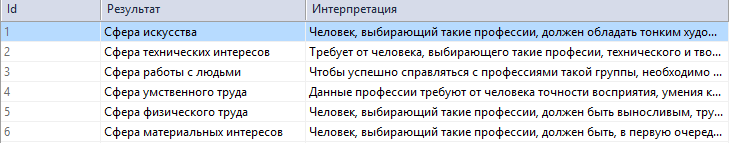 Id Результат Интерпретация
1 Сфера искусства Человек, выбирающий такие профессии, должен обладать тонким худо...
2 Сфера технических интересов Требует от человека, выбирающего такие професии, технического и тво...
3 Сфера работы с людьми Чтобы успешно справляться с профессиями такой группы, необходимо ...
4 Сфера умственного труда Данные профессии требуют от человека точности восприятия, умения к...
5 Сфера физического труда Человек, выбирающий такие профессии, должен быть выносливым, тру...
6 Сфера материальных интересов Человек, выбирающий такие профессии, должен быть, в первую очеред...